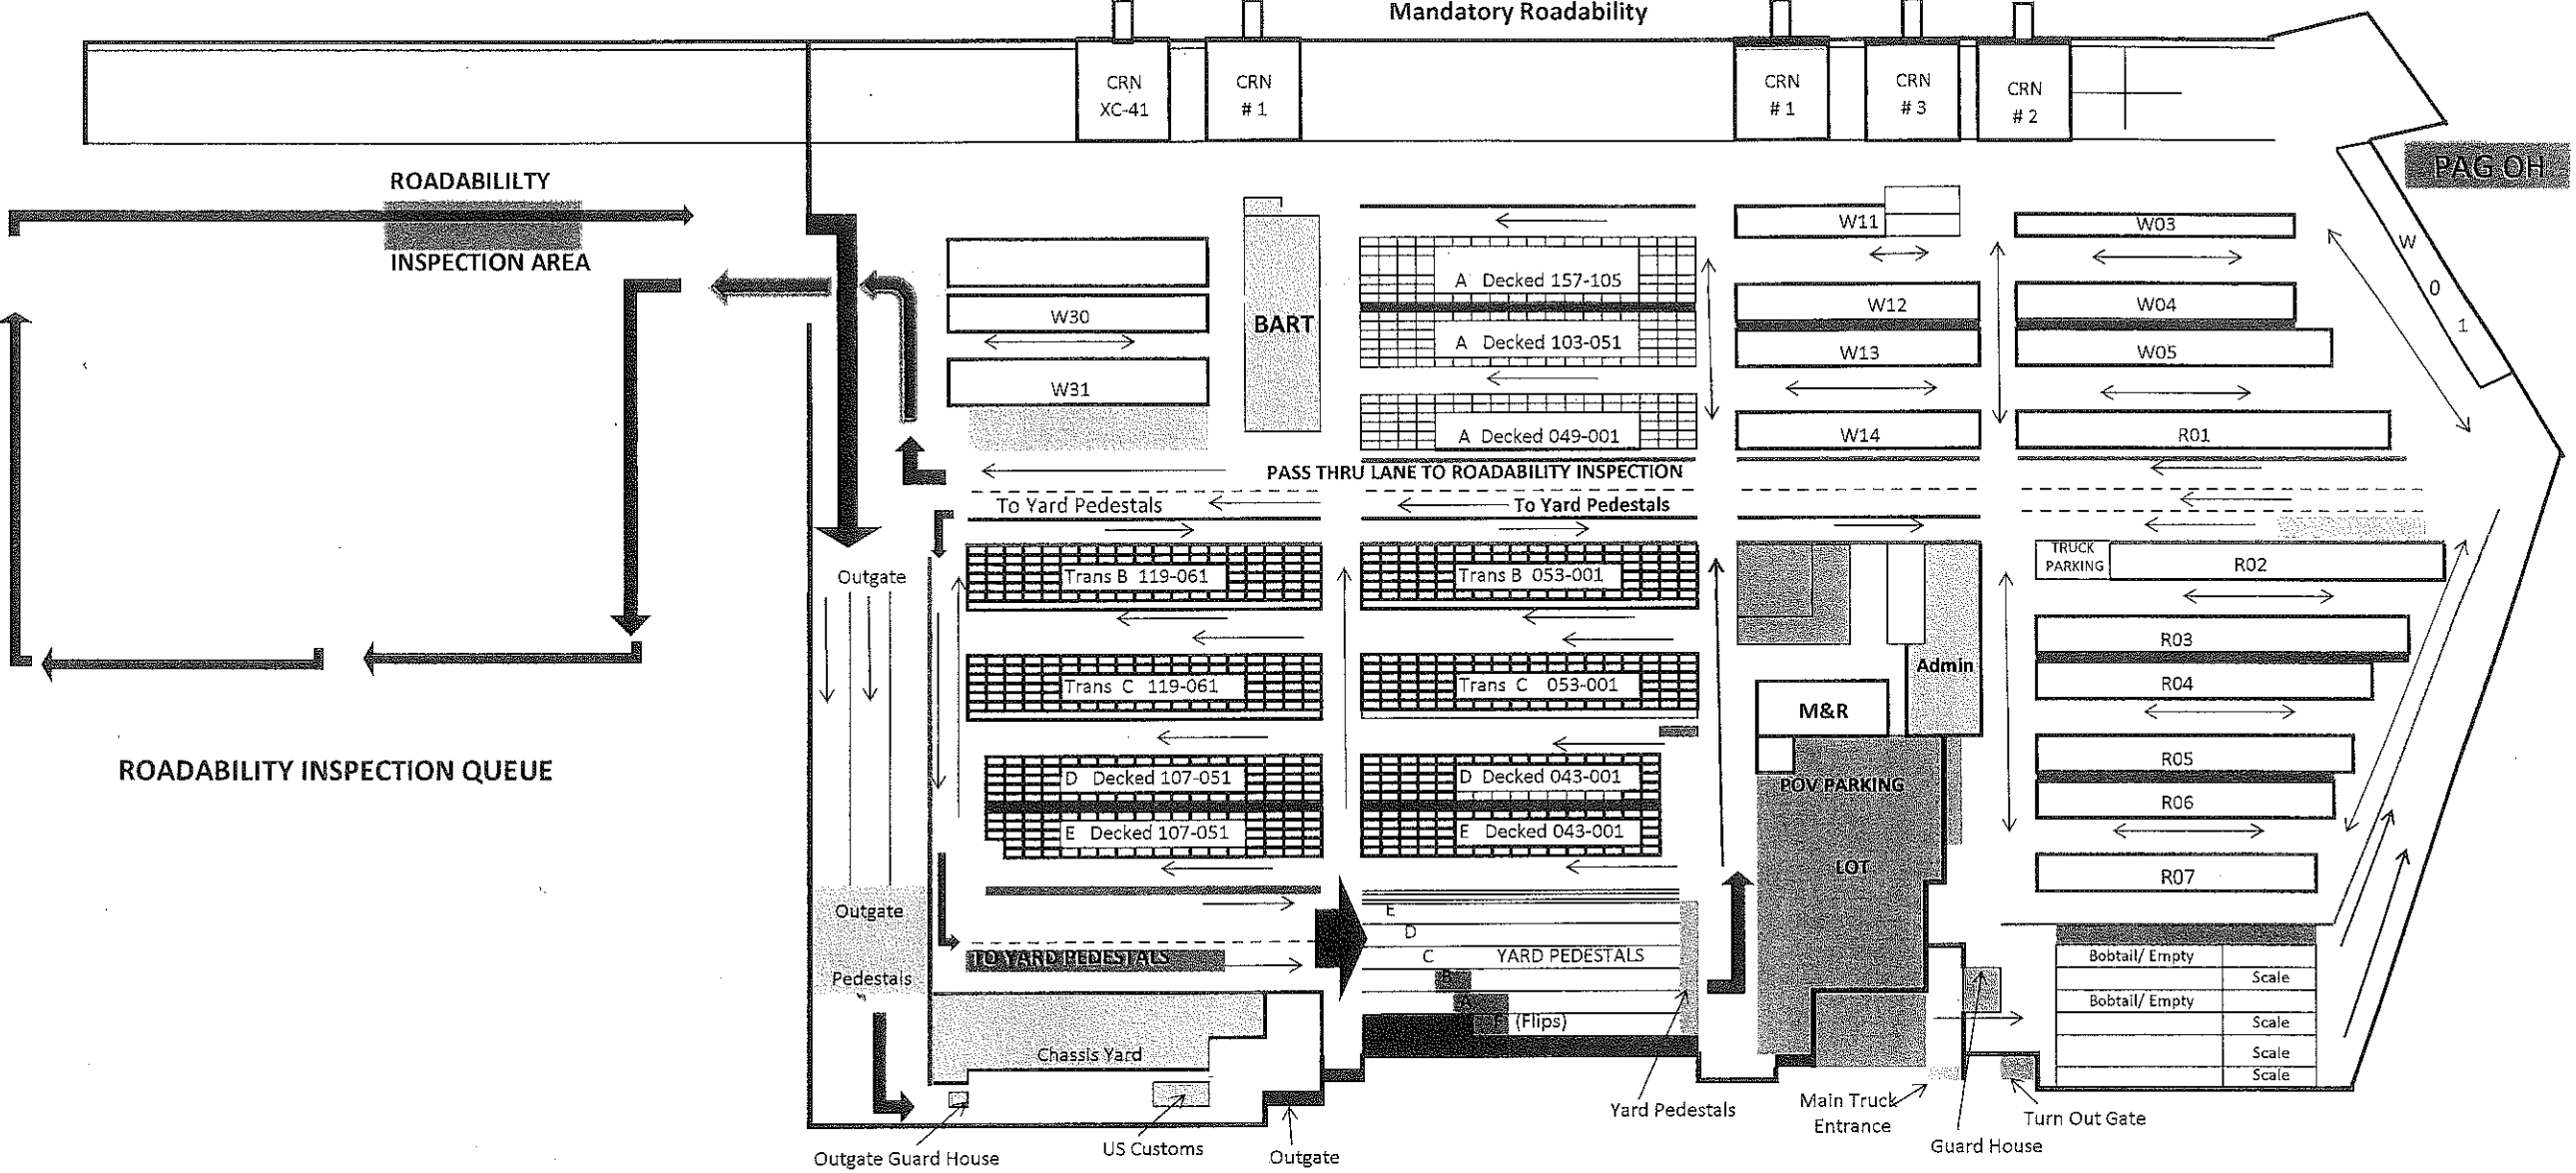 Mandatory Roadability
CRN
XC-41
CRN
# 1
CRN
# 1
CRN
# 3
CRN
# 2
PAG OH
ROADABILILTY
INSPECTION AREA
W11
W03
W
0
1
A Decked 157-105
W30
BART
A Decked 103-051
W12
W04
W13
W05
W31
A Decked 049-001
W14
R01
PASS THRU LANE TO ROADABILITY INSPECTION
To Yard Pedestals
To Yard Pedestals
Outgate
Trans B 119-061
Trans B 053-001
TRUCK
PARKING
R02
R03
Trans C 119-061
Trans C 053-001
Admin
R04
M&R
ROADABILITY INSPECTION QUEUE
D Decked 107-051
D Decked 043-001
POV PARKING
LOT
R05
R06
E Decked 107-051
E Decked 043-001
R07
Outgate
Pedestals
E
D
C YARD PEDESTALS
B
A
(Flips)
TO YARD PEDESTALS
Bobtail/ Empty
Scale
Bobtail/ Empty
Scale
Scale
Scale
Chassis Yard
Outgate Guard House
US Customs
Outgate
Yard Pedestals
Main Truck
Entrance
Guard House
Turn Out Gate